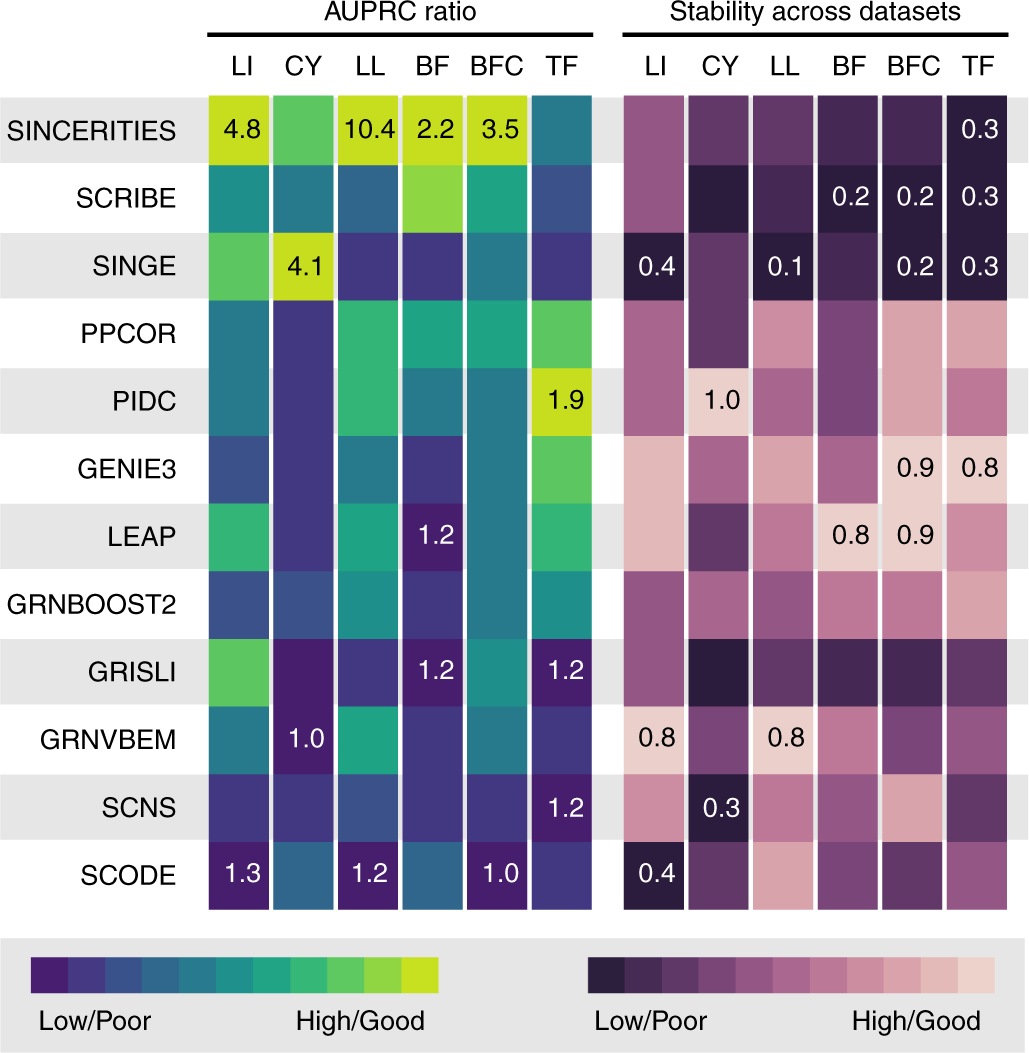 AUPRC ratio Stability across datasets
LI CY LL BF BFC TF LI CY LL BF BFC TF
SINCERITIES 4.8 10.4 2.2 3.5 0.3
SCRIBE 0.2 0.2 0.3
SINGE 4.1 0.4 0.1 0.2 0.3
PPCOR
PIDC 1.9 1.0
GENIE3 0.9 0.8
LEAP 1.2 0.8 0.9
GRNBOOST2
GRISLI 1.2 1.2
GRNVBEM 1.0 0.8 0.8
SCNS 1.2 0.3
SCODE 1.3 1.2 1.0 0.4
Low/Poor High/Good Low/Poor High/Good